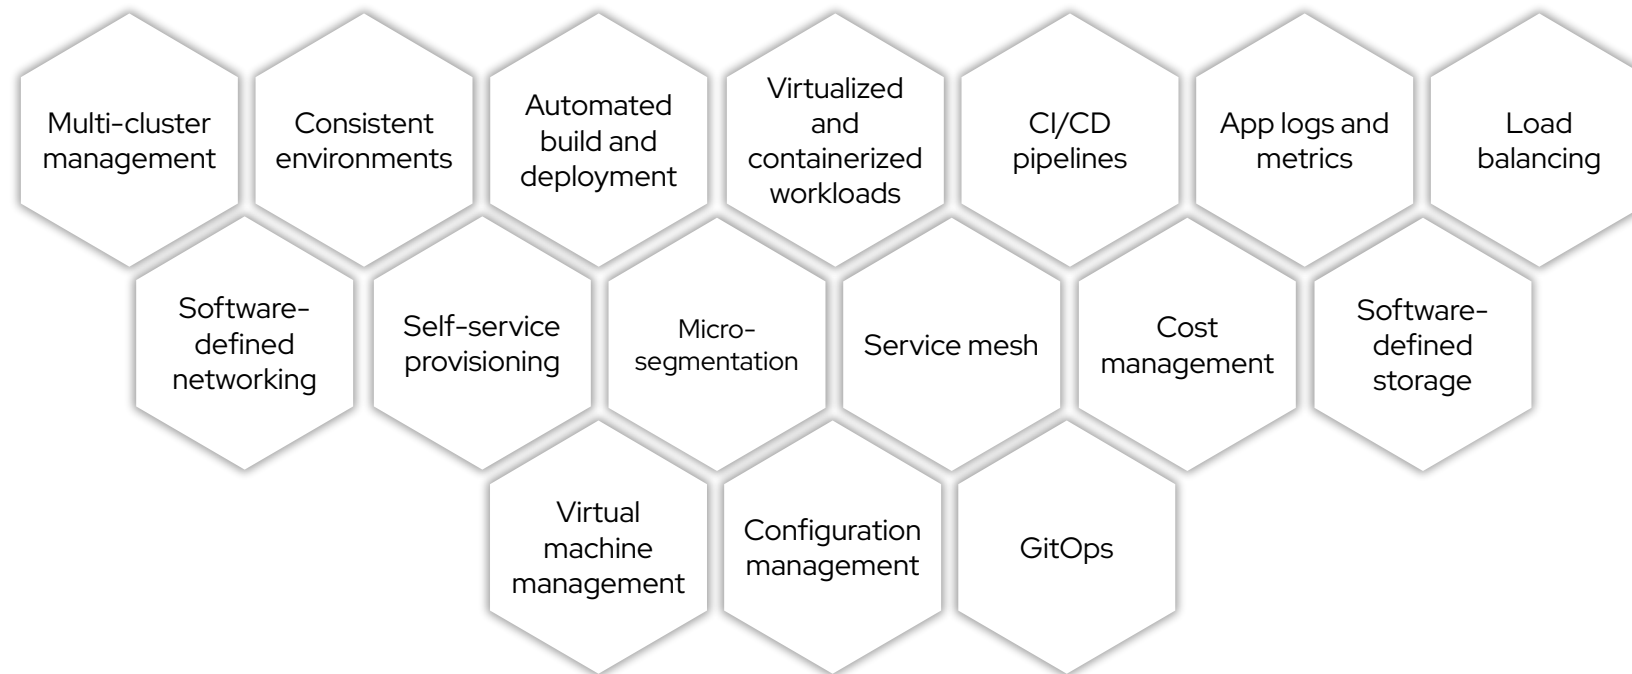 Multi-cluster
management
Consistent
environments
Automated
build and
deployment
Virtualized
and
containerized
workloads
CI/CD
pipelines
App logs and
metrics
Load
balancing
Software-
defined
networking
Self-service
provisioning
Micro-
segmentation
Service mesh
Cost
management
Software-
defined
storage
Virtual
machine
management
Configuration
management
GitOps